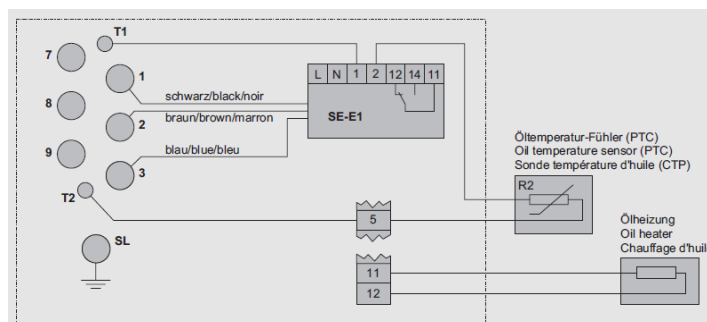 T1
7
1
8
2
9
3
T2
SL
schwarz/black/noir
braun/brown/marron
blau/blue/bleu
L N 1 2 12 14 11
SE-E1
Öltemperatur-Fühler (PTC)
Oil temperature sensor (PTC)
Sonde température d'huile (CTP)
R2
5
Ölheizung
Oil heater
Chauffage d'huile
11
12